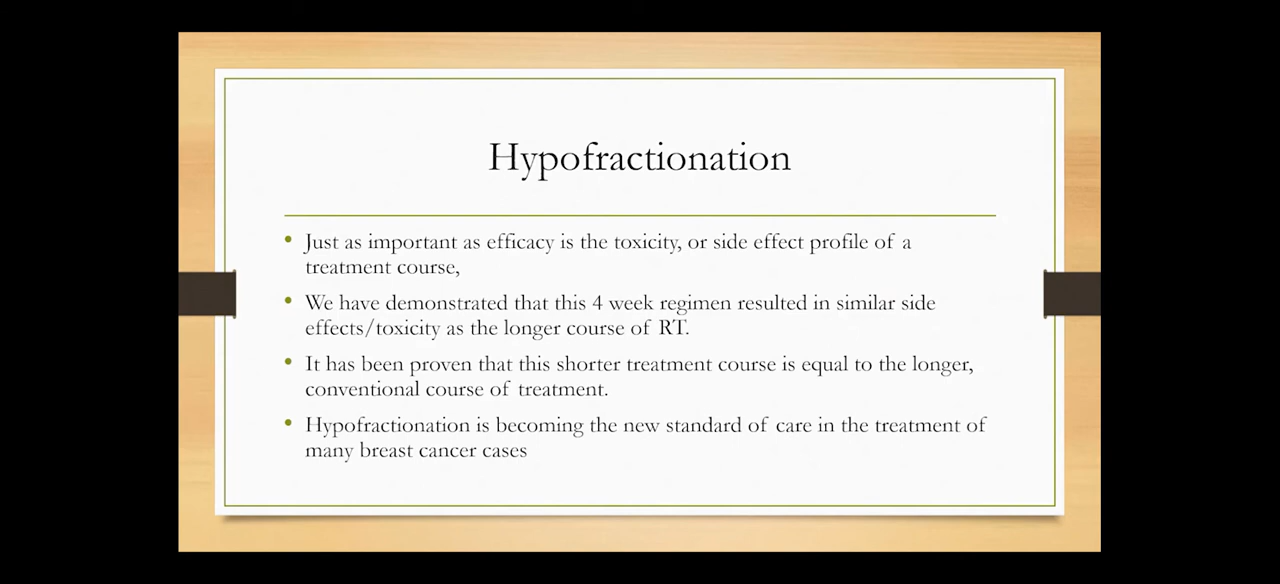 Hypofractionation
• Just as important as efficacy is the toxicity, or side effect profile of a
treatment course,
• We have demonstrated that this 4 week regimen resulted in similar side
effects/toxicity as the longer course of RT.
• It has been proven that this shorter treatment course is equal to the longer,
conventional course of treatment.
• Hypofractionation is becoming the new standard of care in the treatment of
many breast cancer cases